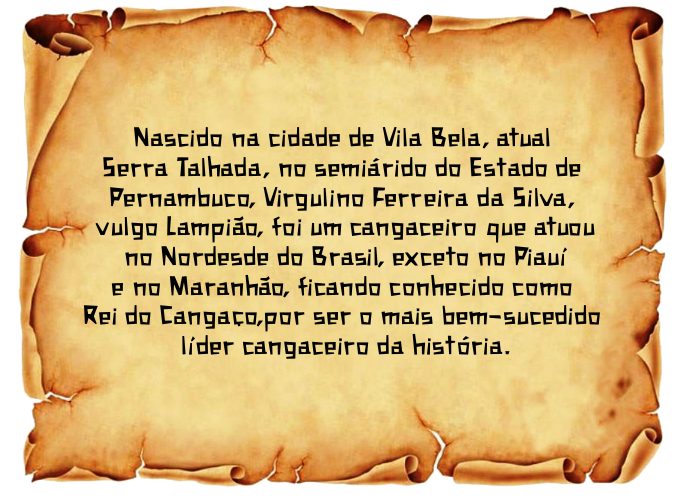 Nascido na cidade de Vila Bela, atual
Serra Talhada, no semiárido do Estado de
Pernambuco, Virgulino Ferreira da Silva,
vulgo Lampião, foi um cangaceiro que atuou
no Nordesde do Brasil, exceto no Piauí
e no Maranhão, ficando conhecido como
Rei do Cangaço,por ser o mais bem-sucedido
líder cangaceiro da história.